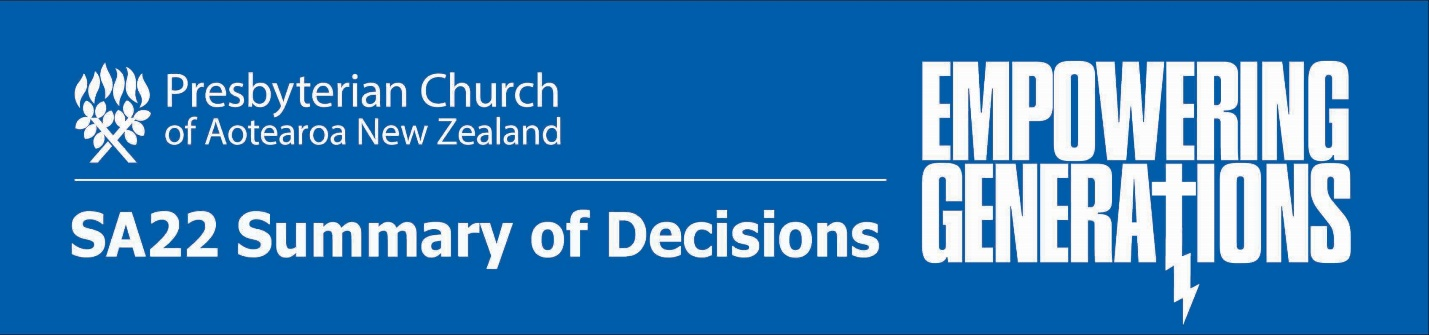 Presbyterian Church
of Aotearoa New Zealand
SA22 Summary of Decisions
EMPOWERING
GENERATIONS